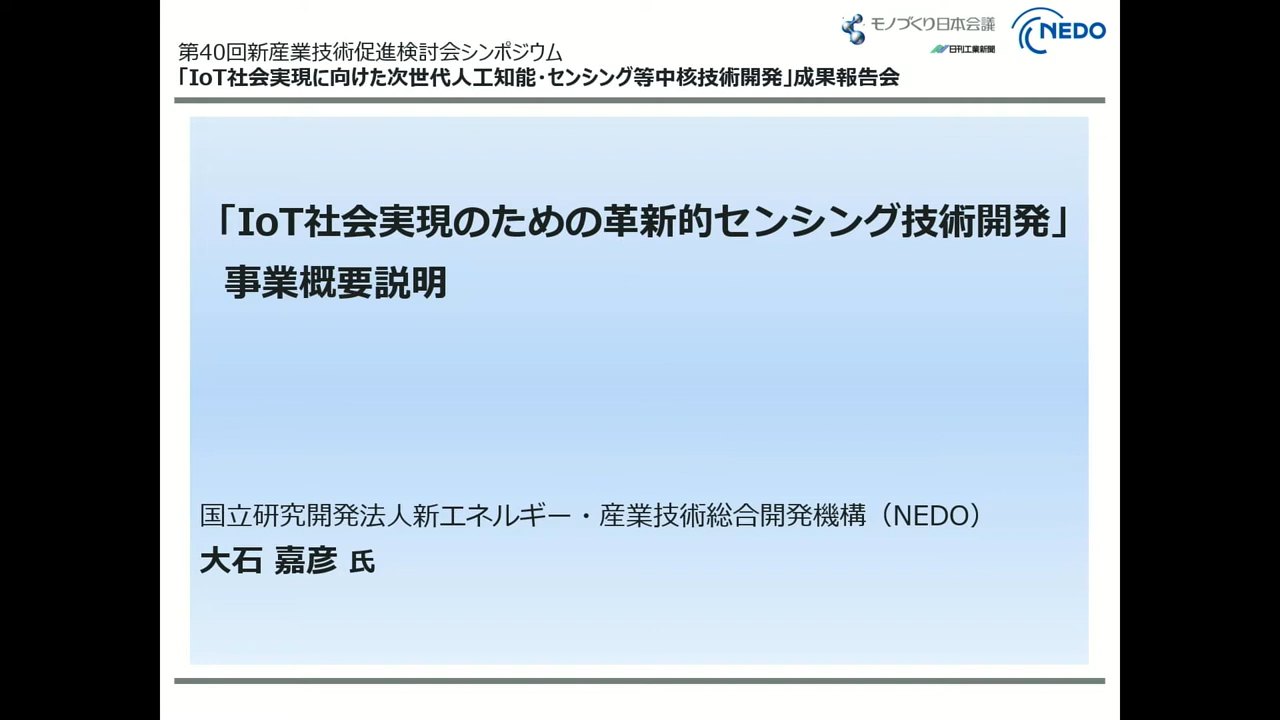 モノづくり日本会議
日刊工業新聞
NEDO
第40回新産業技術促進検討会シンポジウム
「IoT社会実現に向けた次世代人工知能・センシング等中核技術開発」成果報告会
「IoT社会実現のための革新的センシング技術開発」
事業概要説明
国立研究開発法人新エネルギー・産業技術総合開発機構（NEDO）
大石 嘉彦 氏